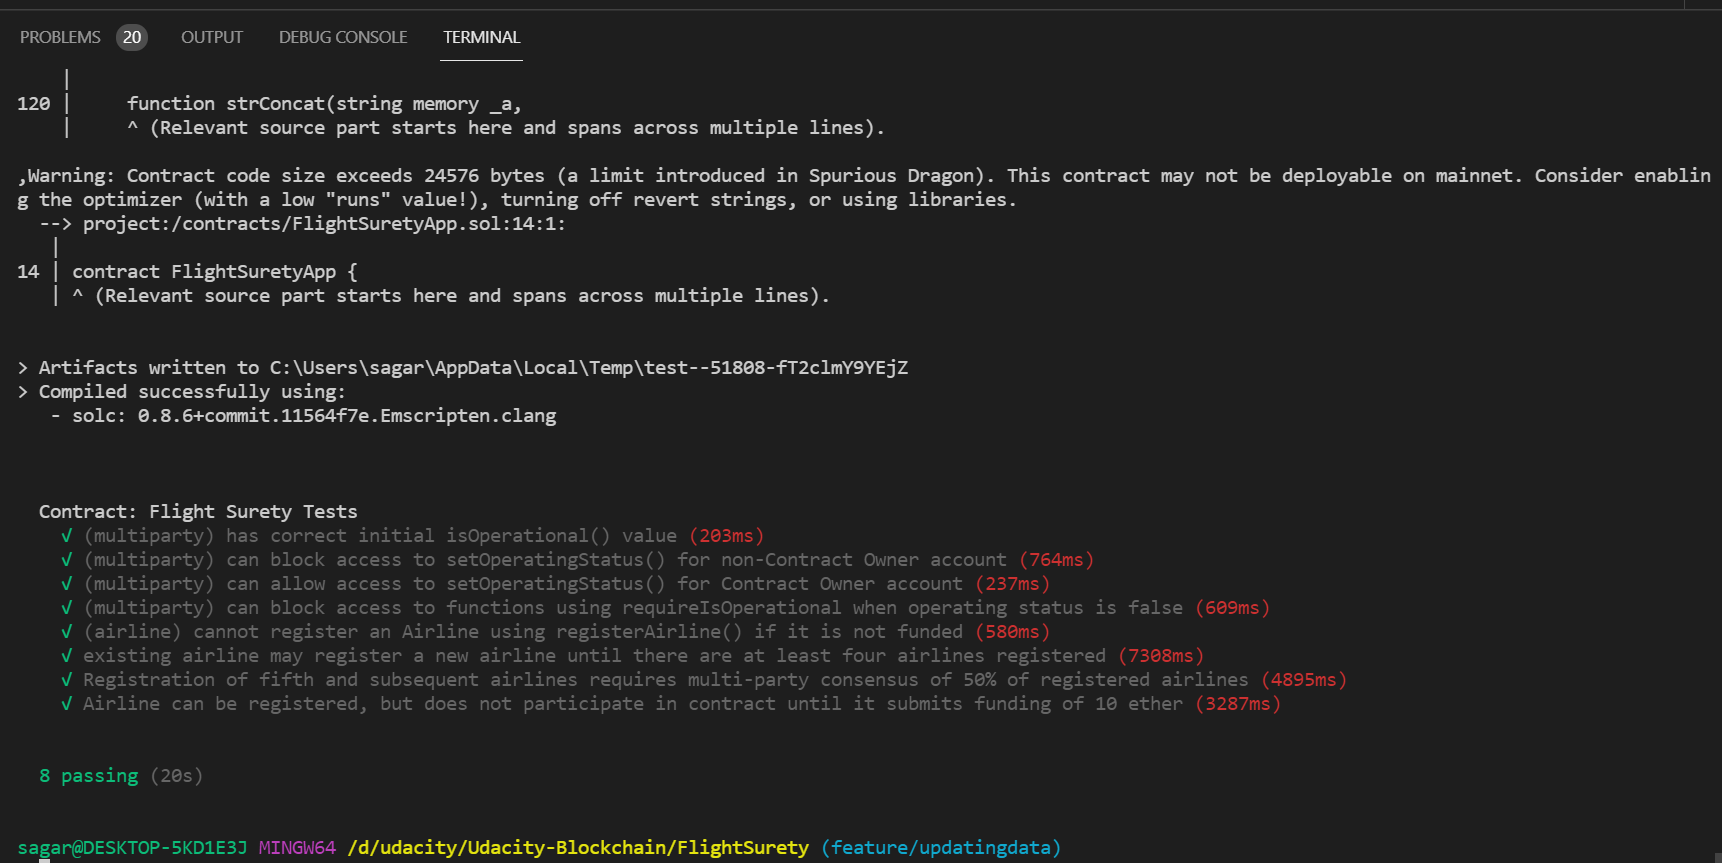 PROBLEMS 20 OUTPUT DEBUG CONSOLE TERMINAL
|
120 |     function strConcat(string memory _a,
|     ^ (Relevant source part starts here and spans across multiple lines).
,Warning: Contract code size exceeds 24576 bytes (a limit introduced in Spurious Dragon). This contract may not be deployable on mainnet. Consider enablin
g the optimizer (with a low "runs" value!), turning off revert strings, or using libraries.
--> project:/contracts/FlightSuretyApp.sol:14:1:
|
14 | contract FlightSuretyApp {
| ^ (Relevant source part starts here and spans across multiple lines).
> Artifacts written to C:\Users\sagar\AppData\Local\Temp\test--51808-fT2clmY9YEjZ
> Compiled successfully using:
- solc: 0.8.6+commit.11564f7e.Emscripten.clang
Contract: Flight Surety Tests
√ (multiparty) has correct initial isOperational() value (203ms)
√ (multiparty) can block access to setOperatingStatus() for non-Contract Owner account (764ms)
√ (multiparty) can allow access to setOperatingStatus() for Contract Owner account (237ms)
√ (multiparty) can block access to functions using requireIsOperational when operating status is false (609ms)
√ (airline) cannot register an Airline using registerAirline() if it is not funded (580ms)
√ existing airline may register a new airline until there are at least four airlines registered (7308ms)
√ Registration of fifth and subsequent airlines requires multi-party consensus of 50% of registered airlines (4895ms)
√ Airline can be registered, but does not participate in contract until it submits funding of 10 ether (3287ms)
8 passing (20s)
sagar@DESKTOP-5KD1E3J MINGW64 /d/udacity/Udacity-Blockchain/FlightSurety (feature/updatingdata)